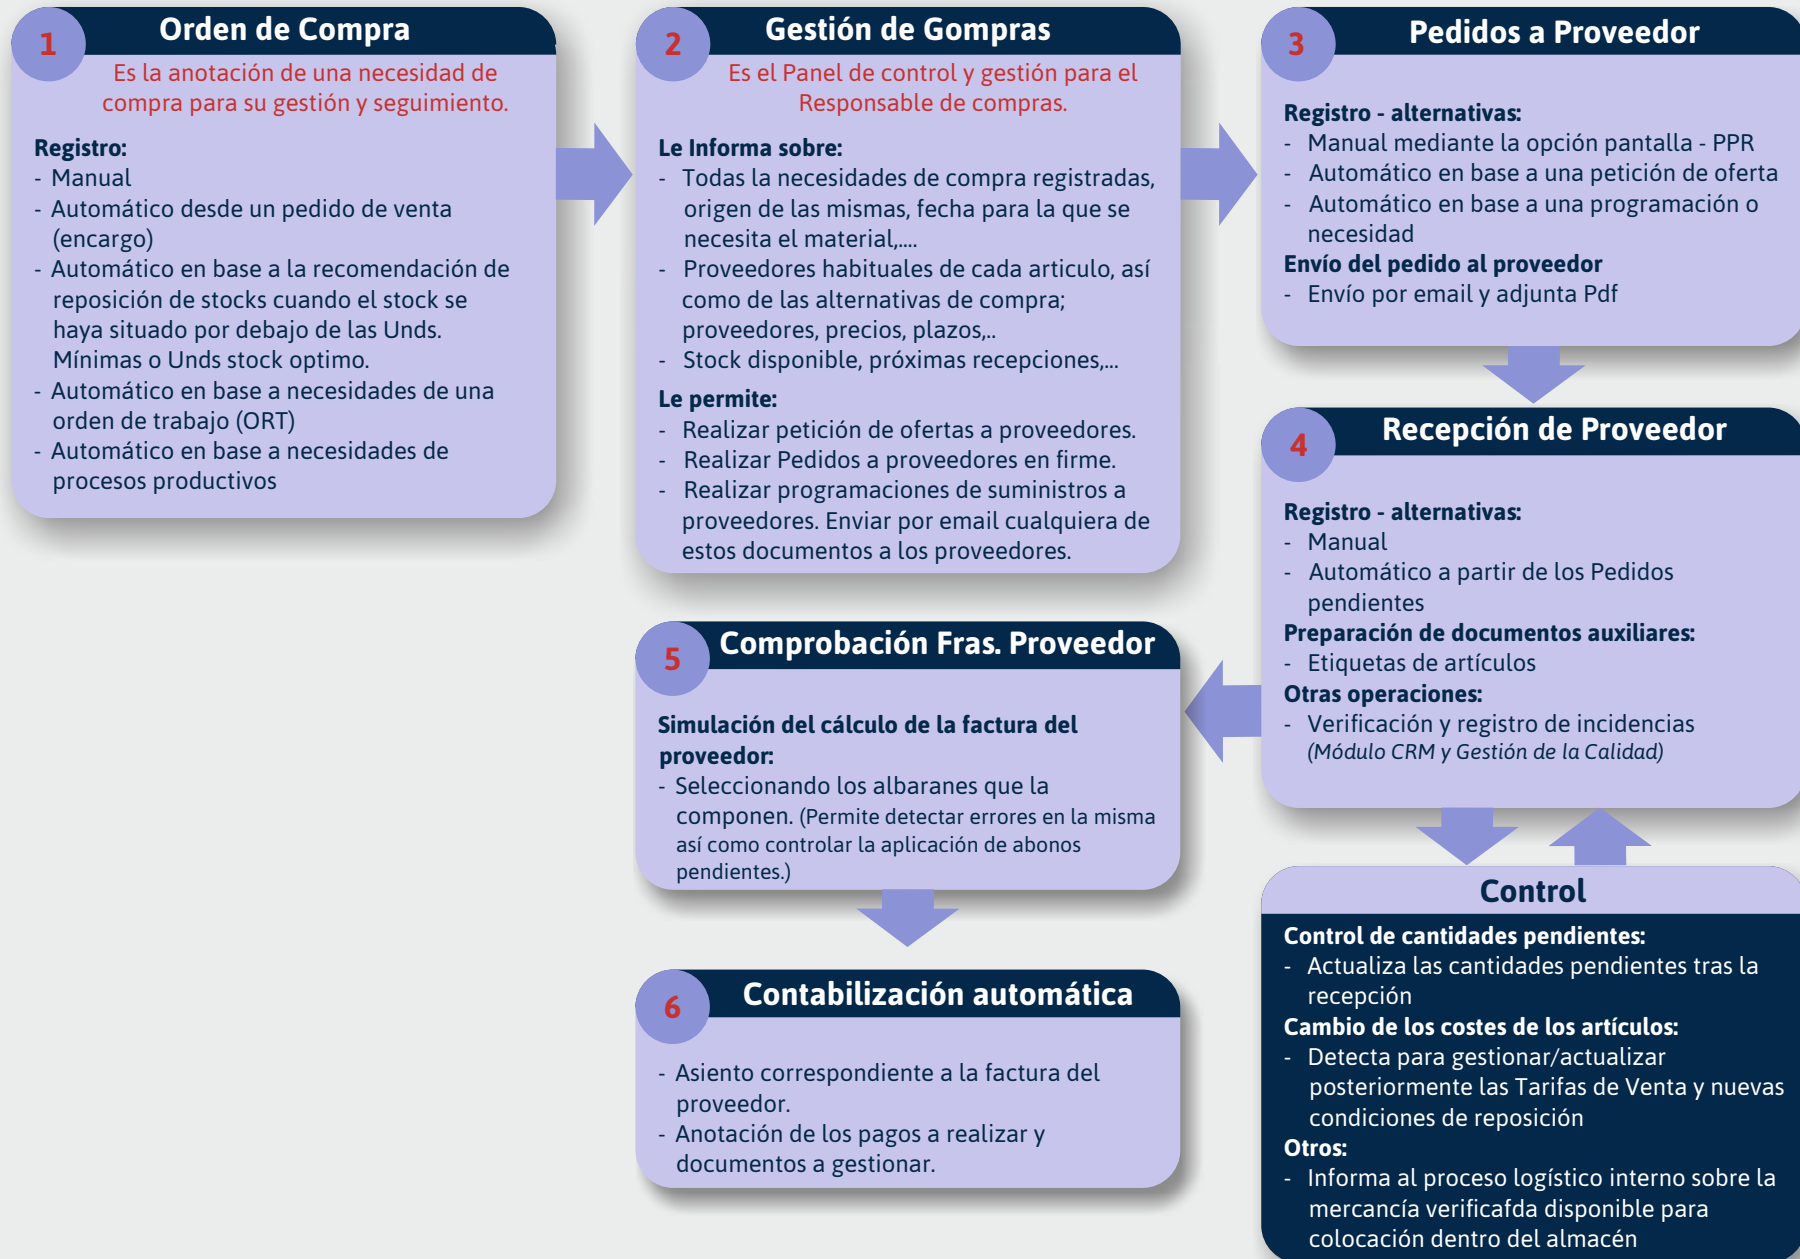 1
Orden de Compra
Es la anotación de una necesidad de
compra para su gestión y seguimiento.
Registro:
- Manual
- Automático desde un pedido de venta
(encargo)
- Automático en base a la recomendación de
reposición de stocks cuando el stock se
haya situado por debajo de las Unds.
Mínimas o Unds stock optimo.
- Automático en base a necesidades de una
orden de trabajo (ORT)
- Automático en base a necesidades de
procesos productivos
2
Gestión de Gompras
Es el Panel de control y gestión para el
Responsable de compras.
Le Informa sobre:
- Todas la necesidades de compra registradas,
origen de las mismas, fecha para la que se
necesita el material,....
- Proveedores habituales de cada articulo, así
como de las alternativas de compra;
proveedores, precios, plazos,..
- Stock disponible, próximas recepciones,...
Le permite:
- Realizar petición de ofertas a proveedores.
- Realizar Pedidos a proveedores en firme.
- Realizar programaciones de suministros a
proveedores. Enviar por email cualquiera de
estos documentos a los proveedores.
3
Pedidos a Proveedor
Registro - alternativas:
- Manual mediante la opción pantalla - PPR
- Automático en base a una petición de oferta
- Automático en base a una programación o
necesidad
Envío del pedido al proveedor
- Envío por email y adjunta Pdf
4
Recepción de Proveedor
Registro - alternativas:
- Manual
- Automático a partir de los Pedidos
pendientes
Preparación de documentos auxiliares:
- Etiquetas de artículos
Otras operaciones:
- Verificación y registro de incidencias
(Módulo CRM y Gestión de la Calidad)
5
Comprobación Fras. Proveedor
Simulación del cálculo de la factura del
proveedor:
- Seleccionando los albaranes que la
componen. (Permite detectar errores en la misma
así como controlar la aplicación de abonos
pendientes.)
6
Contabilización automática
- Asiento correspondiente a la factura del
proveedor.
- Anotación de los pagos a realizar y
documentos a gestionar.
Control
Control de cantidades pendientes:
- Actualiza las cantidades pendientes tras la
recepción
Cambio de los costes de los artículos:
- Detecta para gestionar/actualizar
posteriormente las Tarifas de Venta y nuevas
condiciones de reposición
Otros:
- Informa al proceso logístico interno sobre la
mercancía verificafda disponible para
colocación dentro del almacén